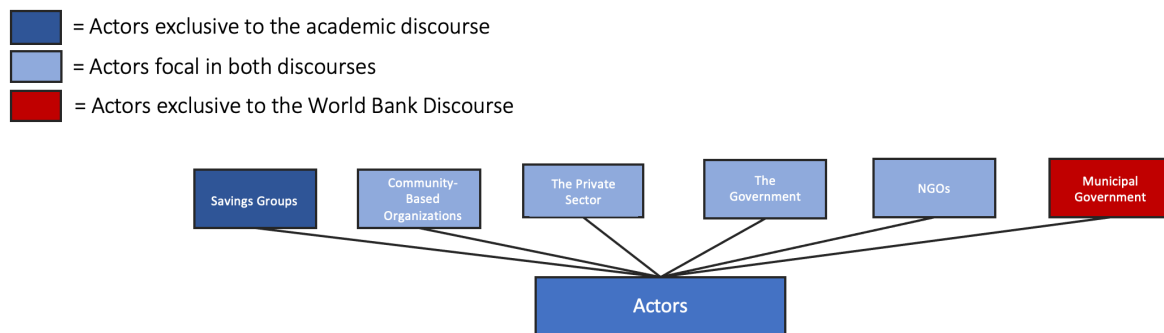 = Actors exclusive to the academic discourse
= Actors focal in both discourses
= Actors exclusive to the World Bank Discourse
Savings Groups
Community-
Based
Organizations
The Private
Sector
The
Government
NGOs
Municipal
Government
Actors